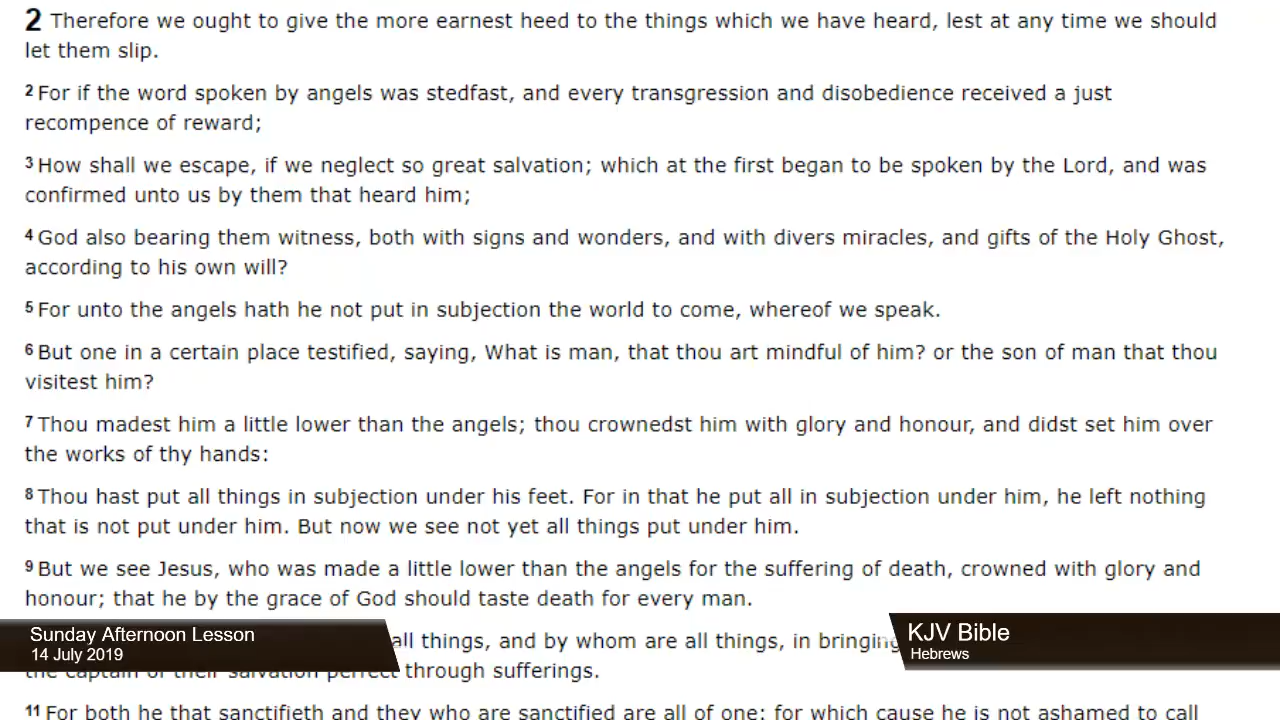 2 Therefore we ought to give the more earnest heed to the things which we have heard, lest at any time we should
let them slip.
2 For if the word spoken by angels was stedfast, and every transgression and disobedience received a just
recompence of reward;
3 How shall we escape, if we neglect so great salvation; which at the first began to be spoken by the Lord, and was
confirmed unto us by them that heard him;
4 God also bearing them witness, both with signs and wonders, and with divers miracles, and gifts of the Holy Ghost,
according to his own will?
5 For unto the angels hath he not put in subjection the world to come, whereof we speak.
6 But one in a certain place testified, saying, What is man, that thou art mindful of him? or the son of man that thou
visitest him?
7 Thou madest him a little lower than the angels; thou crownedst him with glory and honour, and didst set him over
the works of thy hands:
8 Thou hast put all things in subjection under his feet. For in that he put all in subjection under him, he left nothing
that is not put under him. But now we see not yet all things put under him.
9 But we see Jesus, who was made a little lower than the angels for the suffering of death, crowned with glory and
honour; that he by the grace of God should taste death for every man.
all things, and by whom are all things, in bringing
the captain of their salvation perfect through sufferings.
11 For both he that sanctifieth and they who are sanctified are all of one: for which cause he is not ashamed to call
Sunday Afternoon Lesson
14 July 2019
KJV Bible
Hebrews